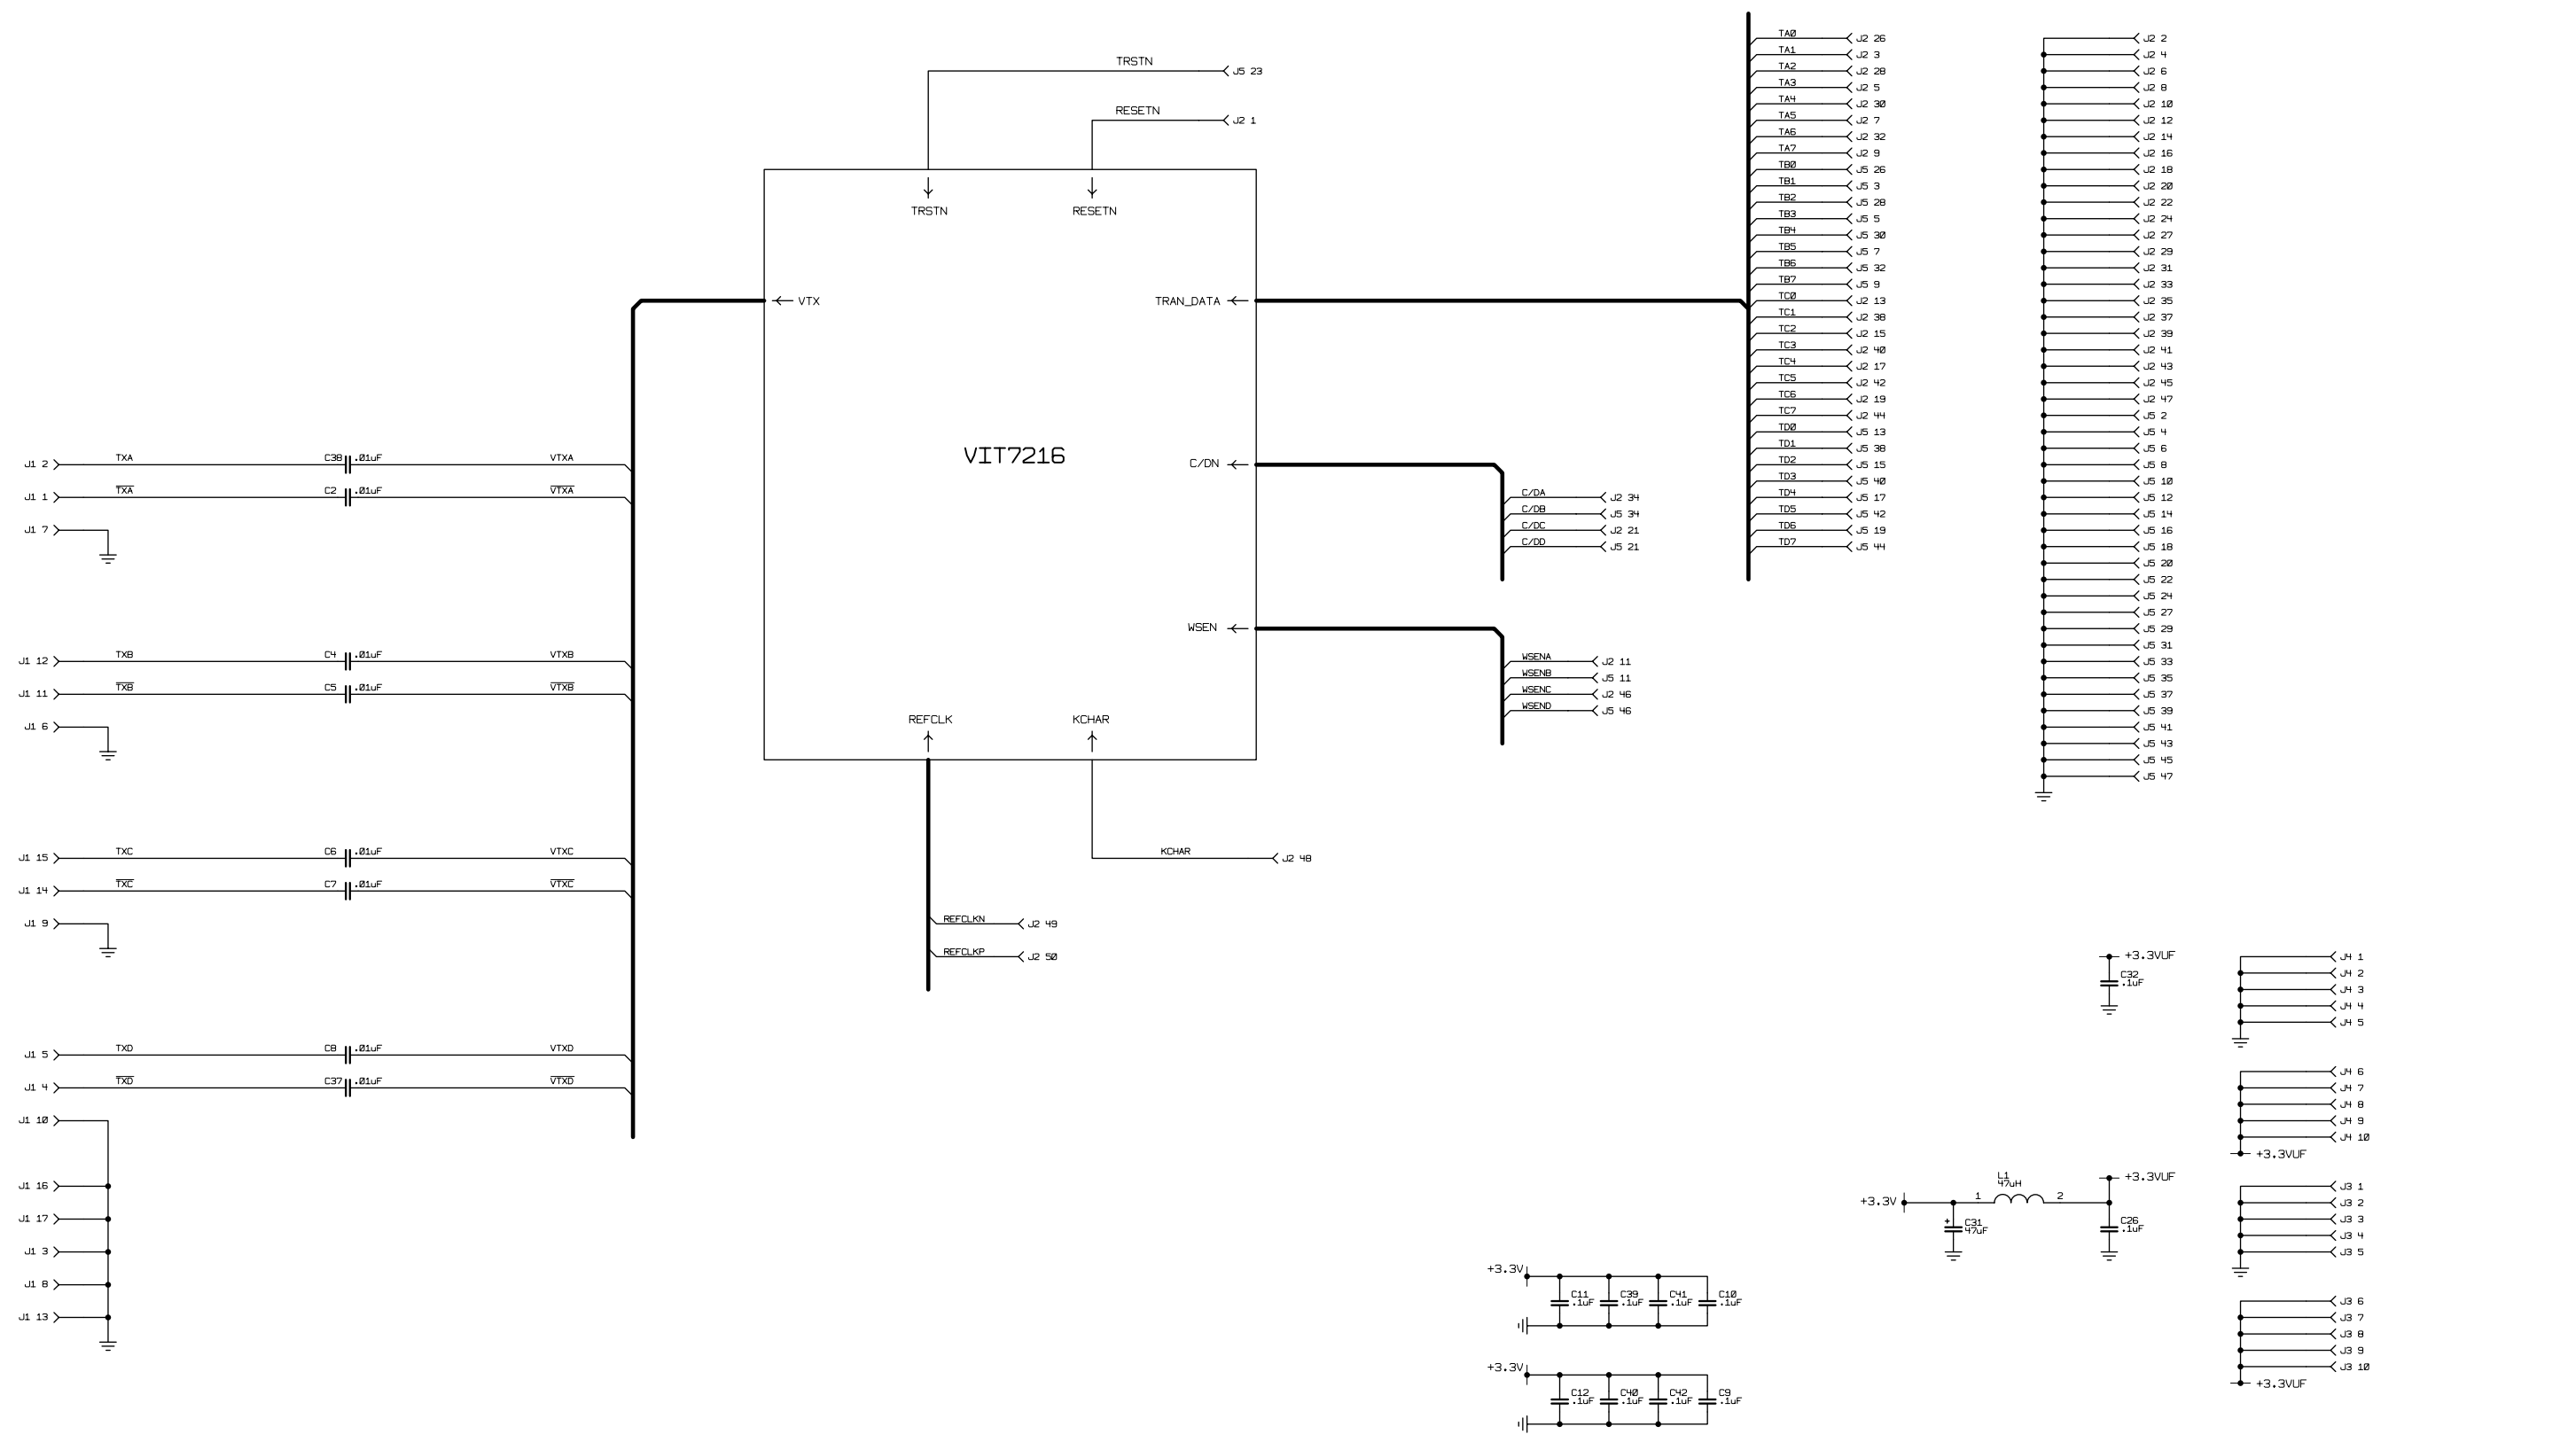 TRSTN
J5 23
RESETN
J2 1
TRSTN
RESETN
VTX
TRAN_DATA
VIT7216
C/DN
WSEN
REFCLK
KCHAR
J1 2 TXA C38 .01uF VTXA
J1 1 TXA C2 .01uF VTXA
J1 7
J1 12 TXB C4 .01uF VTXB
J1 11 TXB C5 .01uF VTXB
J1 6
J1 15 TXC C6 .01uF VTXC
J1 14 TXC C7 .01uF VTXC
J1 9
J1 5 TXD C8 .01uF VTXD
J1 4 TXD C37 .01uF VTXD
J1 10
J1 16
J1 17
J1 3
J1 8
J1 13
KCHAR J2 48
REFCLKN J2 49
REFCLKP J2 50
C/DA J2 34
C/DB J5 34
C/DC J2 21
C/DD J5 21
WSENA J2 11
WSENB J5 11
WSENC J2 46
WSEND J5 46
TA0 J2 26
TA1 J2 3
TA2 J2 28
TA3 J2 5
TA4 J2 30
TA5 J2 7
TA6 J2 32
TA7 J2 9
TB0 J5 26
TB1 J5 3
TB2 J5 28
TB3 J5 5
TB4 J5 30
TB5 J5 7
TB6 J5 32
TB7 J5 9
TC0 J2 13
TC1 J2 38
TC2 J2 15
TC3 J2 40
TC4 J2 17
TC5 J2 42
TC6 J2 19
TC7 J2 44
TD0 J5 13
TD1 J5 38
TD2 J5 15
TD3 J5 40
TD4 J5 17
TD5 J5 42
TD6 J5 19
TD7 J5 44
J2 2
J2 4
J2 6
J2 8
J2 10
J2 12
J2 14
J2 16
J2 18
J2 20
J2 22
J2 24
J2 27
J2 29
J2 31
J2 33
J2 35
J2 37
J2 39
J2 41
J2 43
J2 45
J2 47
J5 2
J5 4
J5 6
J5 8
J5 10
J5 12
J5 14
J5 16
J5 18
J5 20
J5 22
J5 24
J5 27
J5 29
J5 31
J5 33
J5 35
J5 37
J5 39
J5 41
J5 43
J5 45
J5 47
+3.3VUF
C32
.1uF
J4 1
J4 2
J4 3
J4 4
J4 5
J4 6
J4 7
J4 8
J4 9
J4 10
+3.3VUF
+3.3V
1
L1
47uH
2
+3.3VUF
+ C31
47uF
C26
.1uF
J3 1
J3 2
J3 3
J3 4
J3 5
J3 6
J3 7
J3 8
J3 9
J3 10
+3.3VUF
+3.3V
C11 C39 C41 C10
.1uF .1uF .1uF .1uF
+3.3V
C12 C40 C42 C9
.1uF .1uF .1uF .1uF